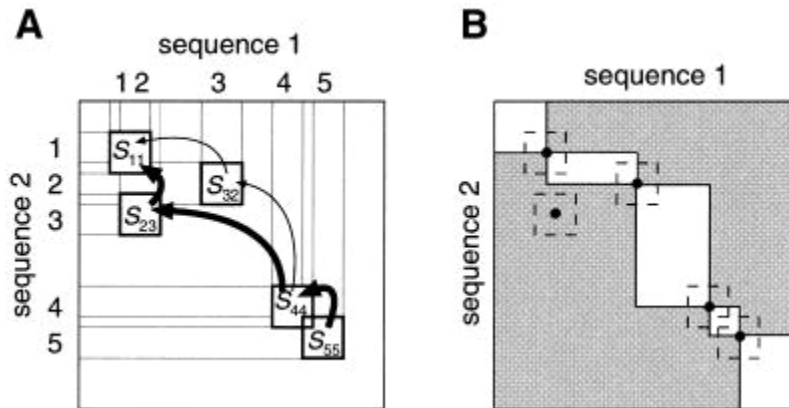 A
sequence 1
1 2 3 4 5
sequence 2
1
2
3
4
5
S11
S32
S23
S44
S55
B
sequence 1
sequence 2